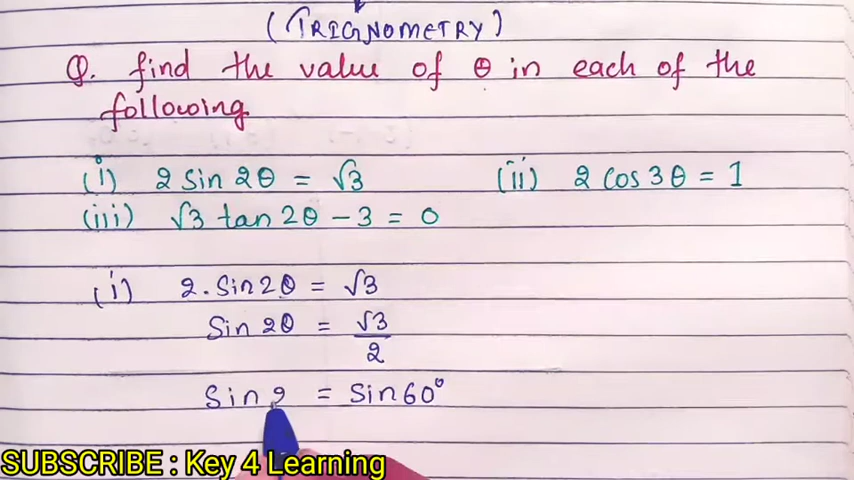 (TRIGNOMETRY)
Q. find the value of θ in each of the
following
(i) 2 sin 2θ = √3 (ii) 2 cos 3θ = 1
(iii) √3 tan 2θ - 3 = 0
(i) 2. Sin2θ = √3
Sin 2θ = √3/2
Sin 2 = Sin 60°
SUBSCRIBE : Key 4 Learning